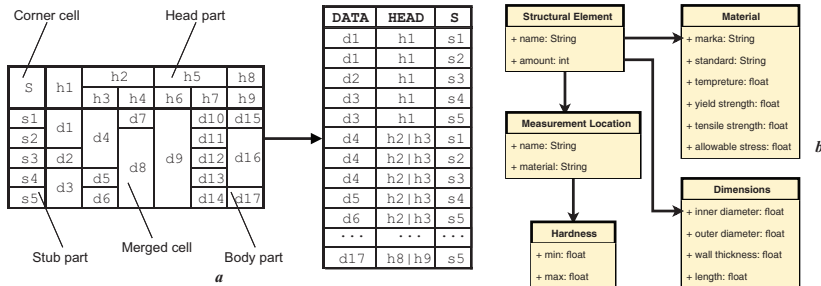 Corner cell
Head part
S h1 h2 h5 h8
h3 h4 h6 h7 h9
s1 d1 d4 d7 d9 d10 d15
s2 d8 d11 d16
s3 d2 d12
s4 d3 d5 d13
s5 d6 d14 d17
Stub part
Merged cell
Body part
a
DATA HEAD S
d1 h1 s1
d1 h1 s2
d2 h1 s3
d3 h1 s4
d3 h1 s5
d4 h2|h3 s1
d4 h2|h3 s2
d4 h2|h3 s3
d5 h2|h3 s4
d6 h2|h3 s5
... ... ...
d17 h8|h9 s5
Structural Element
+ name: String
+ amount: int
Measurement Location
+ name: String
+ material: String
Hardness
+ min: float
+ max: float
Material
+ marka: String
+ standard: String
+ tempreture: float
+ yield strength: float
+ tensile strength: float
+ allowable stress: float
Dimensions
+ inner diameter: float
+ outer diameter: float
+ wall thickness: float
+ length: float
b